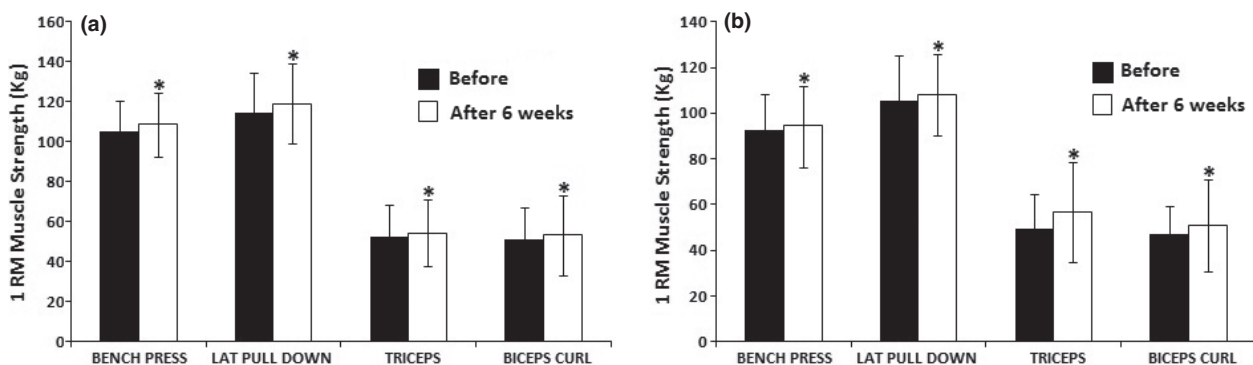 (a)
1 RM Muscle Strength (Kg)
160
140
120
100
80
60
40
20
0
* * * *
Before
After 6 weeks
BENCH PRESS LAT PULL DOWN TRICEPS BICEPS CURL
(b)
1 RM Muscle Strength (Kg)
140
120
100
80
60
40
20
0
* * * *
Before
After 6 weeks
BENCH PRESS LAT PULL DOWN TRICEPS BICEPS CURL